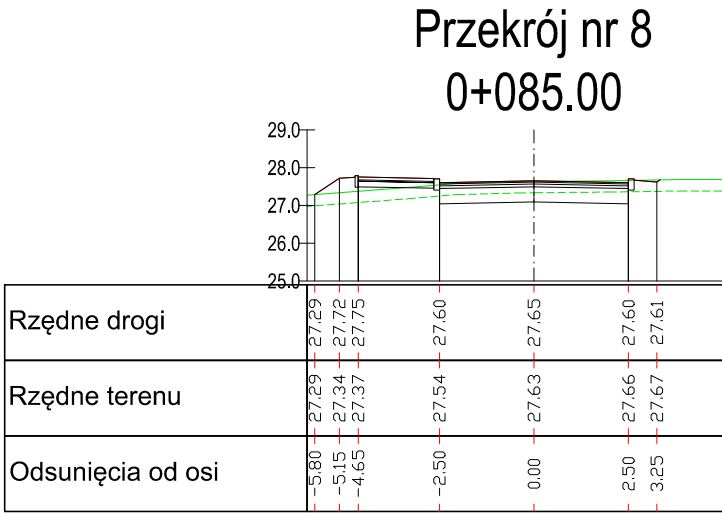 Przekrój nr 8
0+085.00
29.0
28.0
27.0
26.0
25.0
Rzędne drogi 27.29 27.72 27.75 27.60 27.65 27.60 27.61
Rzędne terenu 27.29 27.34 27.37 27.54 27.63 27.66 27.67
Odsunięcia od osi -5.80 -5.15 -4.65 -2.50 0.00 2.50 3.25